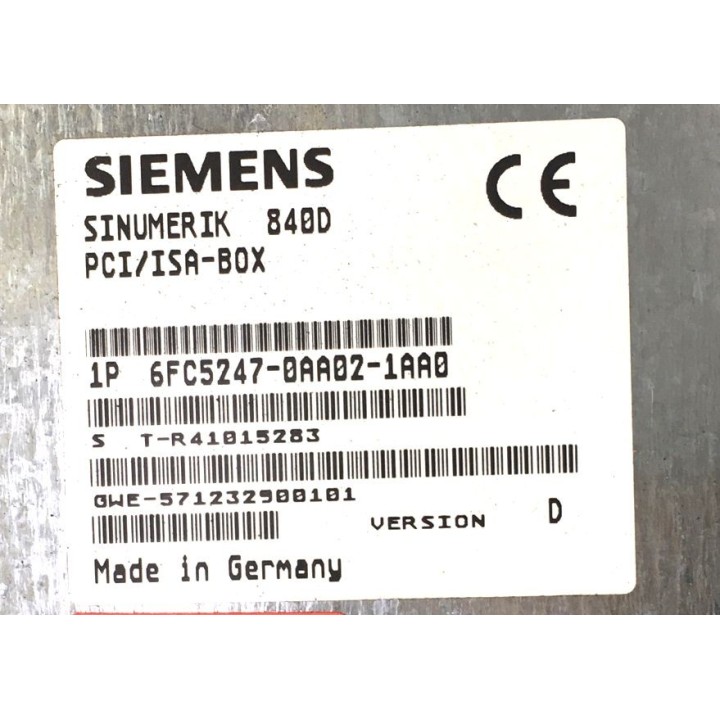 SIEMENS
CE
SINUMERIK 840D
PCI/ISA-BOX
1P 6FC5247-0AA02-1AA0
S T-R41015283
GWE-571232900101
VERSION D
Made in Germany